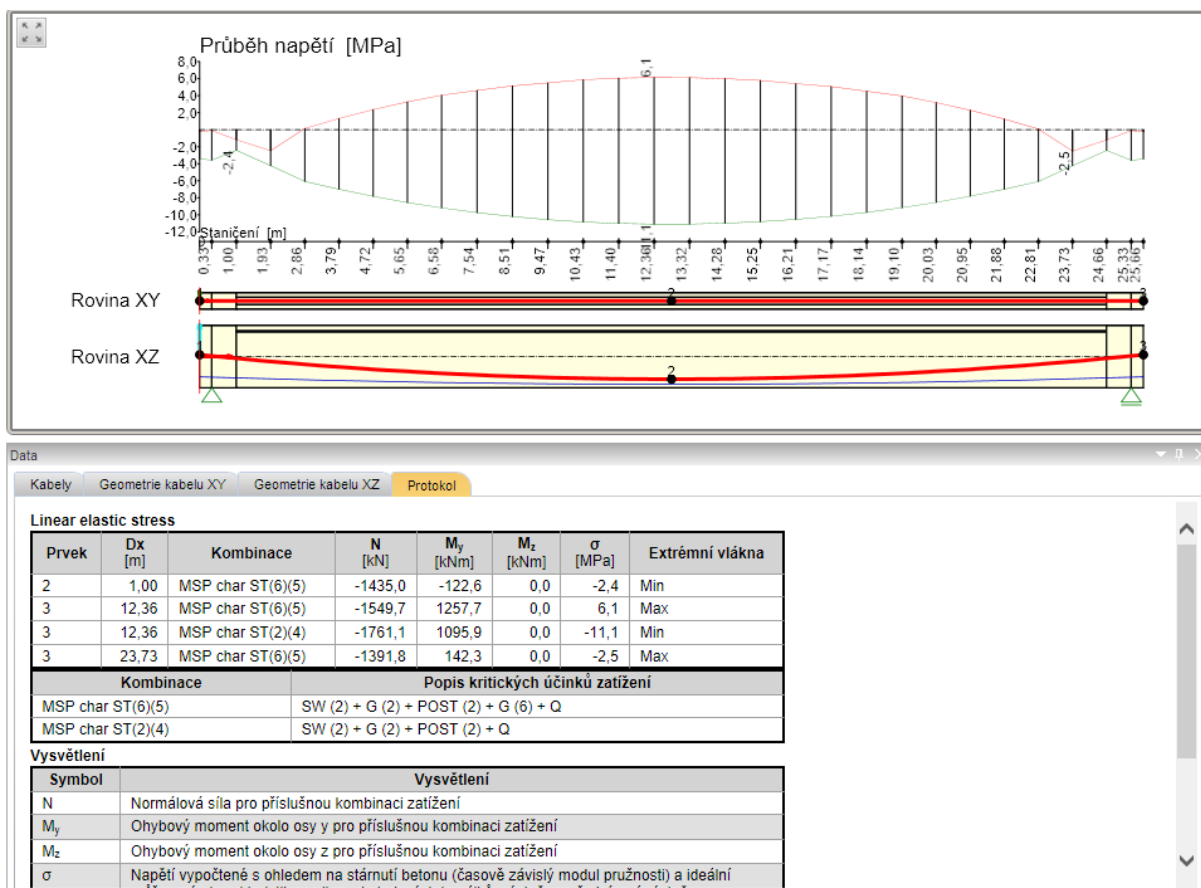 Průběh napětí [MPa]
8,0
6,0
4,0
2,0
-2,0
-4,0
-6,0
-8,0
-10,0
-12,0
6,1
-2,4
-2,5
Staničení [m]
0,33 1,00 1,93 2,86 3,79 4,72 5,65 6,58 7,54 8,51 9,47 10,43 11,40 12,36 13,32 14,28 15,25 16,21 17,17 18,14 19,10 20,03 20,95 21,88 22,81 23,73 24,66 25,33 25,66
Rovina XY
2 3
Rovina XZ
1 2 3
Data
Kabely Geometrie kabelu XY Geometrie kabelu XZ Protokol
Linear elastic stress
Prvek Dx [m] Kombinace N [kN] My [kNm] Mz [kNm] σ [MPa] Extrémní vlákna
2 1,00 MSP char ST(6)(5) -1435,0 -122,6 0,0 -2,4 Min
3 12,36 MSP char ST(6)(5) -1549,7 1257,7 0,0 6,1 Max
3 12,36 MSP char ST(2)(4) -1761,1 1095,9 0,0 -11,1 Min
3 23,73 MSP char ST(6)(5) -1391,8 142,3 0,0 -2,5 Max
Kombinace Popis kritických účinků zatížení
MSP char ST(6)(5) SW (2) + G (2) + POST (2) + G (6) + Q
MSP char ST(2)(4) SW (2) + G (2) + POST (2) + Q
Vysvětlení
Symbol Vysvětlení
N Normálová síla pro příslušnou kombinaci zatížení
My Ohybový moment okolo osy y pro příslušnou kombinaci zatížení
Mz Ohybový moment okolo osy z pro příslušnou kombinaci zatížení
σ Napětí vypočtené s ohledem na stárnutí betonu (časově závislý modul pružnosti) a ideální